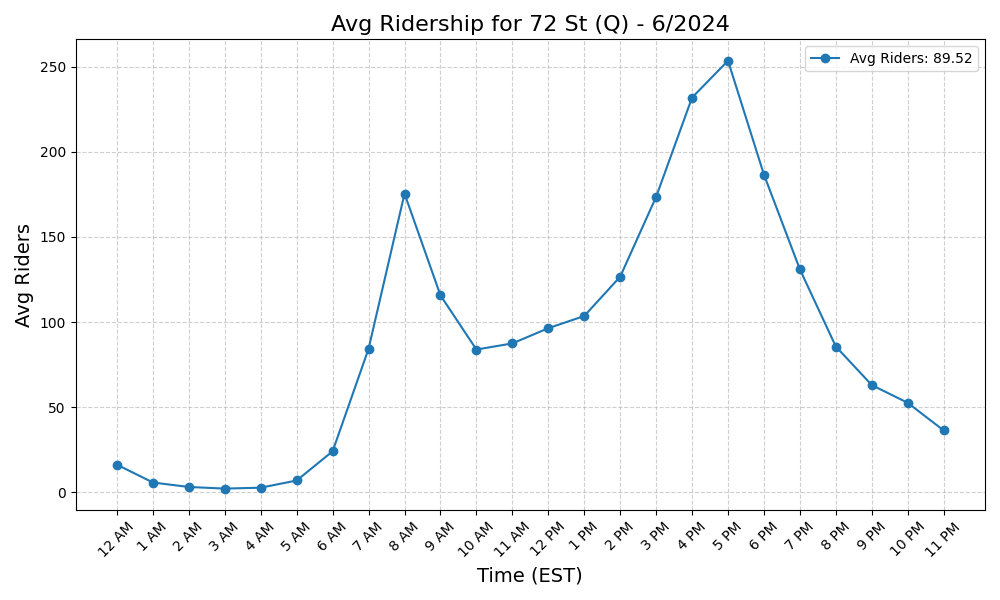 Avg Ridership for 72 St (Q) - 6/2024
Avg Riders: 89.52
Avg Riders
250
200
150
100
50
0
12 AM
1 AM
2 AM
3 AM
4 AM
5 AM
6 AM
7 AM
8 AM
9 AM
10 AM
11 AM
12 PM
1 PM
2 PM
3 PM
4 PM
5 PM
6 PM
7 PM
8 PM
9 PM
10 PM
11 PM
Time (EST)